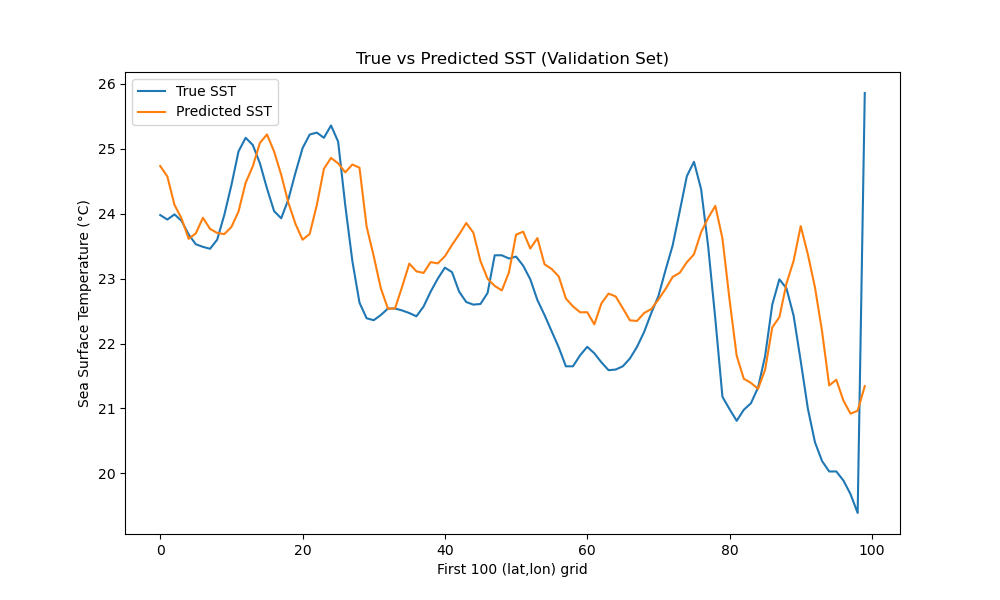 True vs Predicted SST (Validation Set)
True SST
Predicted SST
Sea Surface Temperature (°C)
26
25
24
23
22
21
20
0 20 40 60 80 100
First 100 (lat,lon) grid